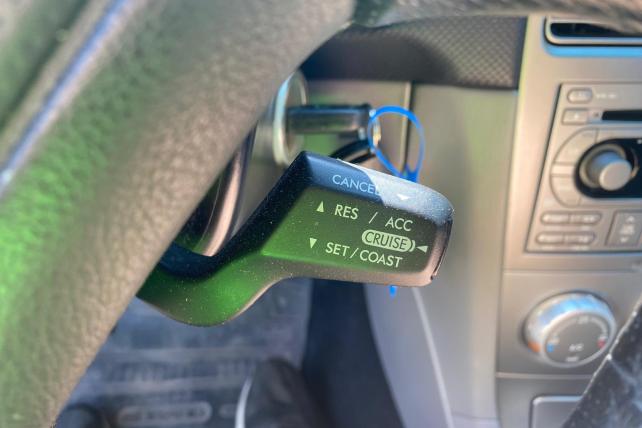 CANCEL
RES / ACC
CRUISE
SET / COAST